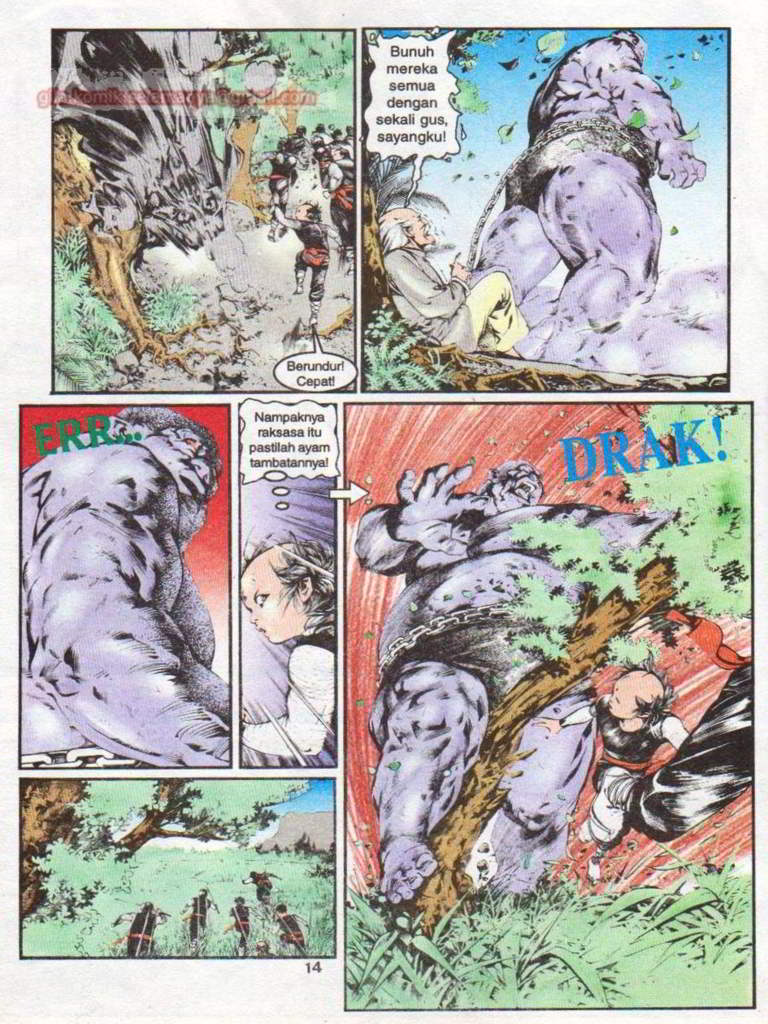 Berundur!
Cepat!
Bunuh
mereka
semua
dengan
sekali gus,
sayangku!
ERR...
Nampaknya
raksasa itu
pastilah ayam
tambatannya!
DRAK!
14